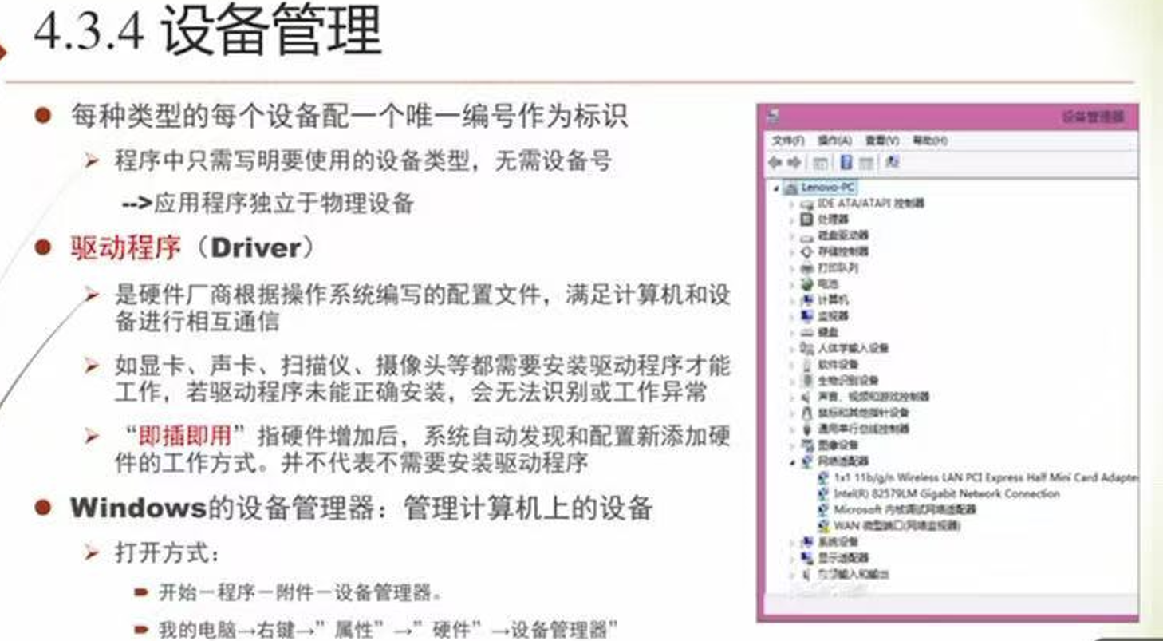 4.3.4 设备管理
每种类型的每个设备配一个唯一编号作为标识
程序中只需写明要使用的设备类型，无需设备号
-->应用程序独立于物理设备
驱动程序（Driver）
是硬件厂商根据操作系统编写的配置文件，满足计算机和设
备进行相互通信
如显卡、声卡、扫描仪、摄像头等都需要安装驱动程序才能
工作，若驱动程序未能正确安装，会无法识别或工作异常
“即插即用”指硬件增加后，系统自动发现和配置新添加硬
件的工作方式。并不代表不需要安装驱动程序
Windows的设备管理器：管理计算机上的设备
打开方式：
开始－程序－附件－设备管理器。
我的电脑→右键→”属性”→”硬件”→设备管理器”
设备管理器
文件(F) 操作(A) 查看(V) 帮助(H)
Lenovo-PC
IDE ATA/ATAPI 控制器
处理器
磁盘驱动器
存储控制器
打印队列
电池
计算机
监视器
键盘
人体学输入设备
软件设备
生物识别设备
声音、视频和游戏控制器
鼠标和其他指针设备
通用串行总线控制器
图像设备
网络适配器
1x1 11b/g/n Wireless LAN PCI Express Half Mini Card Adapte
Intel(R) 82579LM Gigabit Network Connection
Microsoft 内核调试网络适配器
WAN 微型端口(网络监视器)
系统设备
显示适配器
音频输入和输出